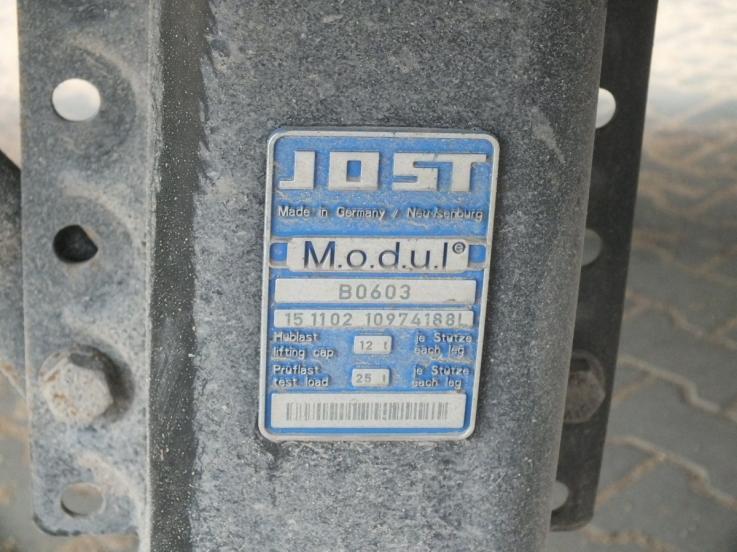 JOST
Made in Germany / Neu-Isenburg
M.o.d.u.l ®
B0603
15 1102 10974188L
Hublast 12 t je Stütze
lifting cap each leg
Prüflast 25 t je Stütze
test load each leg